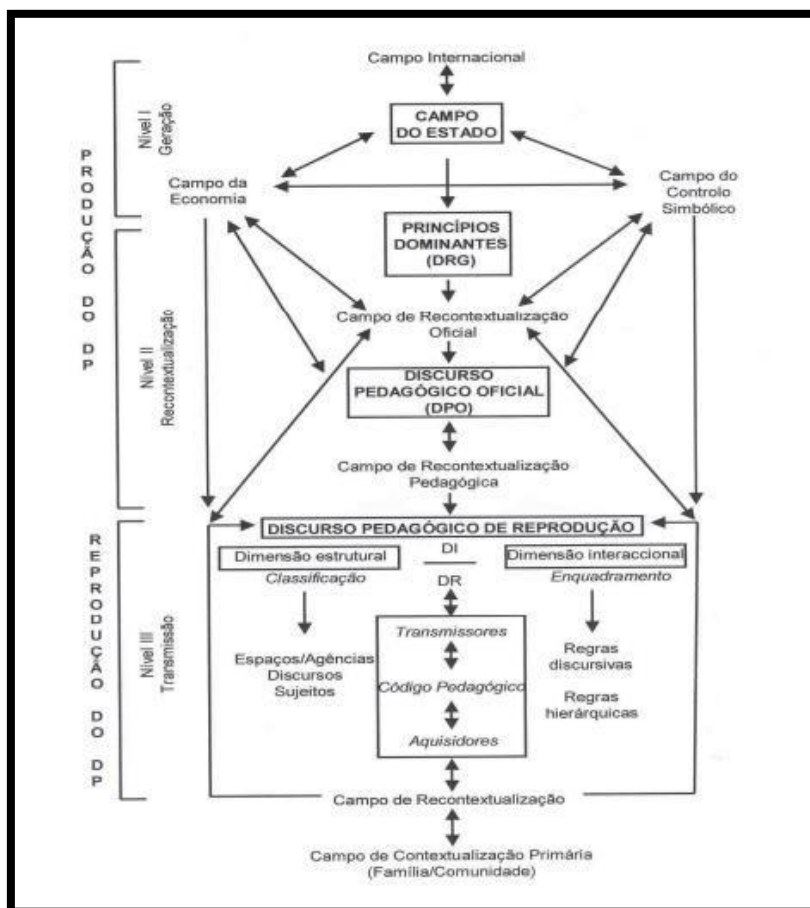 Campo Internacional
CAMPO
DO ESTADO
Campo da
Economia
Campo do
Controlo
Simbólico
PRINCÍPIOS
DOMINANTES
(DRG)
Campo de Recontextualização
Oficial
DISCURSO
PEDAGÓGICO OFICIAL
(DPO)
Campo de Recontextualização
Pedagógica
DISCURSO PEDAGÓGICO DE REPRODUÇÃO
Dimensão estrutural
Classificação
DI
DR
Dimensão interaccional
Enquadramento
Espaços/Agências
Discursos
Sujeitos
Transmissores
Código Pedagógico
Aquisidores
Regras
discursivas
Regras
hierárquicas
Campo de Recontextualização
Campo de Contextualização Primária
(Família/Comunidade)
PRODUÇÃO DO DP
Nível I
Geração
Nível II
Recontextualização
REPRODUÇÃO DO DP
Nível III
Transmissão